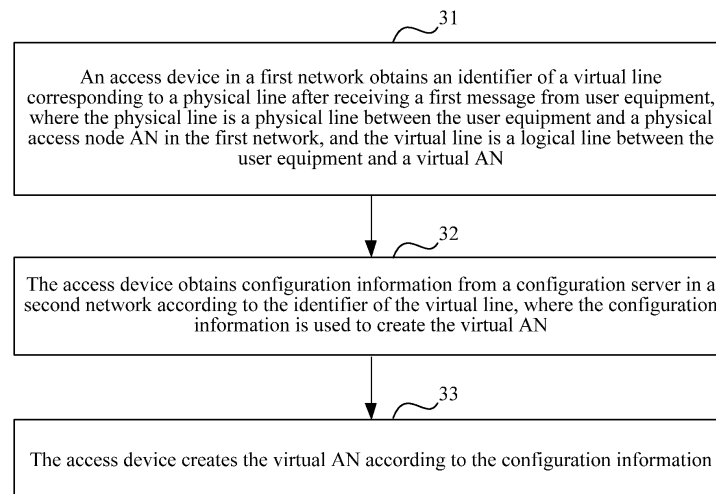 31
An access device in a first network obtains an identifier of a virtual line
corresponding to a physical line after receiving a first message from user equipment,
where the physical line is a physical line between the user equipment and a physical
access node AN in the first network, and the virtual line is a logical line between the
user equipment and a virtual AN
32
The access device obtains configuration information from a configuration server in a
second network according to the identifier of the virtual line, where the configuration
information is used to create the virtual AN
33
The access device creates the virtual AN according to the configuration information